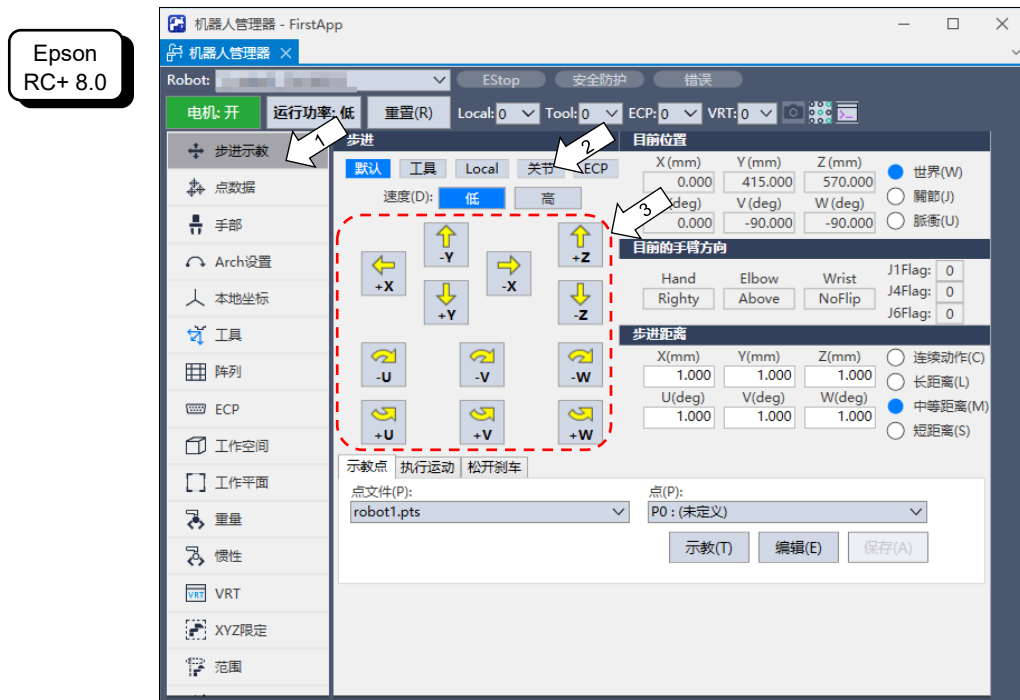 Epson
RC+ 8.0
机器人管理器 - FirstApp
机器人管理器
Robot:
EStop 安全防护 错误
电机: 开 运行功率: 低 重置(R) Local: 0 Tool: 0 ECP: 0 VRT: 0
步进示教
点数据
手部
Arch设置
本地坐标
工具
阵列
ECP
工作空间
工作平面
重量
惯性
VRT
XYZ限定
范围
1
2
3
步进
默认 工具 Local 关节 ECP
速度(D): 低 高
-Y +Z
+X -X
+Y -Z
-U -V -W
+U +V +W
目前位置
X (mm) Y (mm) Z (mm)
0.000 415.000 570.000
(deg) V (deg) W (deg)
0.000 -90.000 -90.000
世界(W)
關節(J)
脈衝(U)
目前的手臂方向
Hand Elbow Wrist
Righty Above NoFlip
J1Flag: 0
J4Flag: 0
J6Flag: 0
步进距离
X(mm) Y(mm) Z(mm)
1.000 1.000 1.000
U(deg) V(deg) W(deg)
1.000 1.000 1.000
连续动作(C)
长距离(L)
中等距离(M)
短距离(S)
示教点 执行运动 松开刹车
点文件(P): 点(P):
robot1.pts P0 : (未定义)
示教(T) 编辑(E) 保存(A)